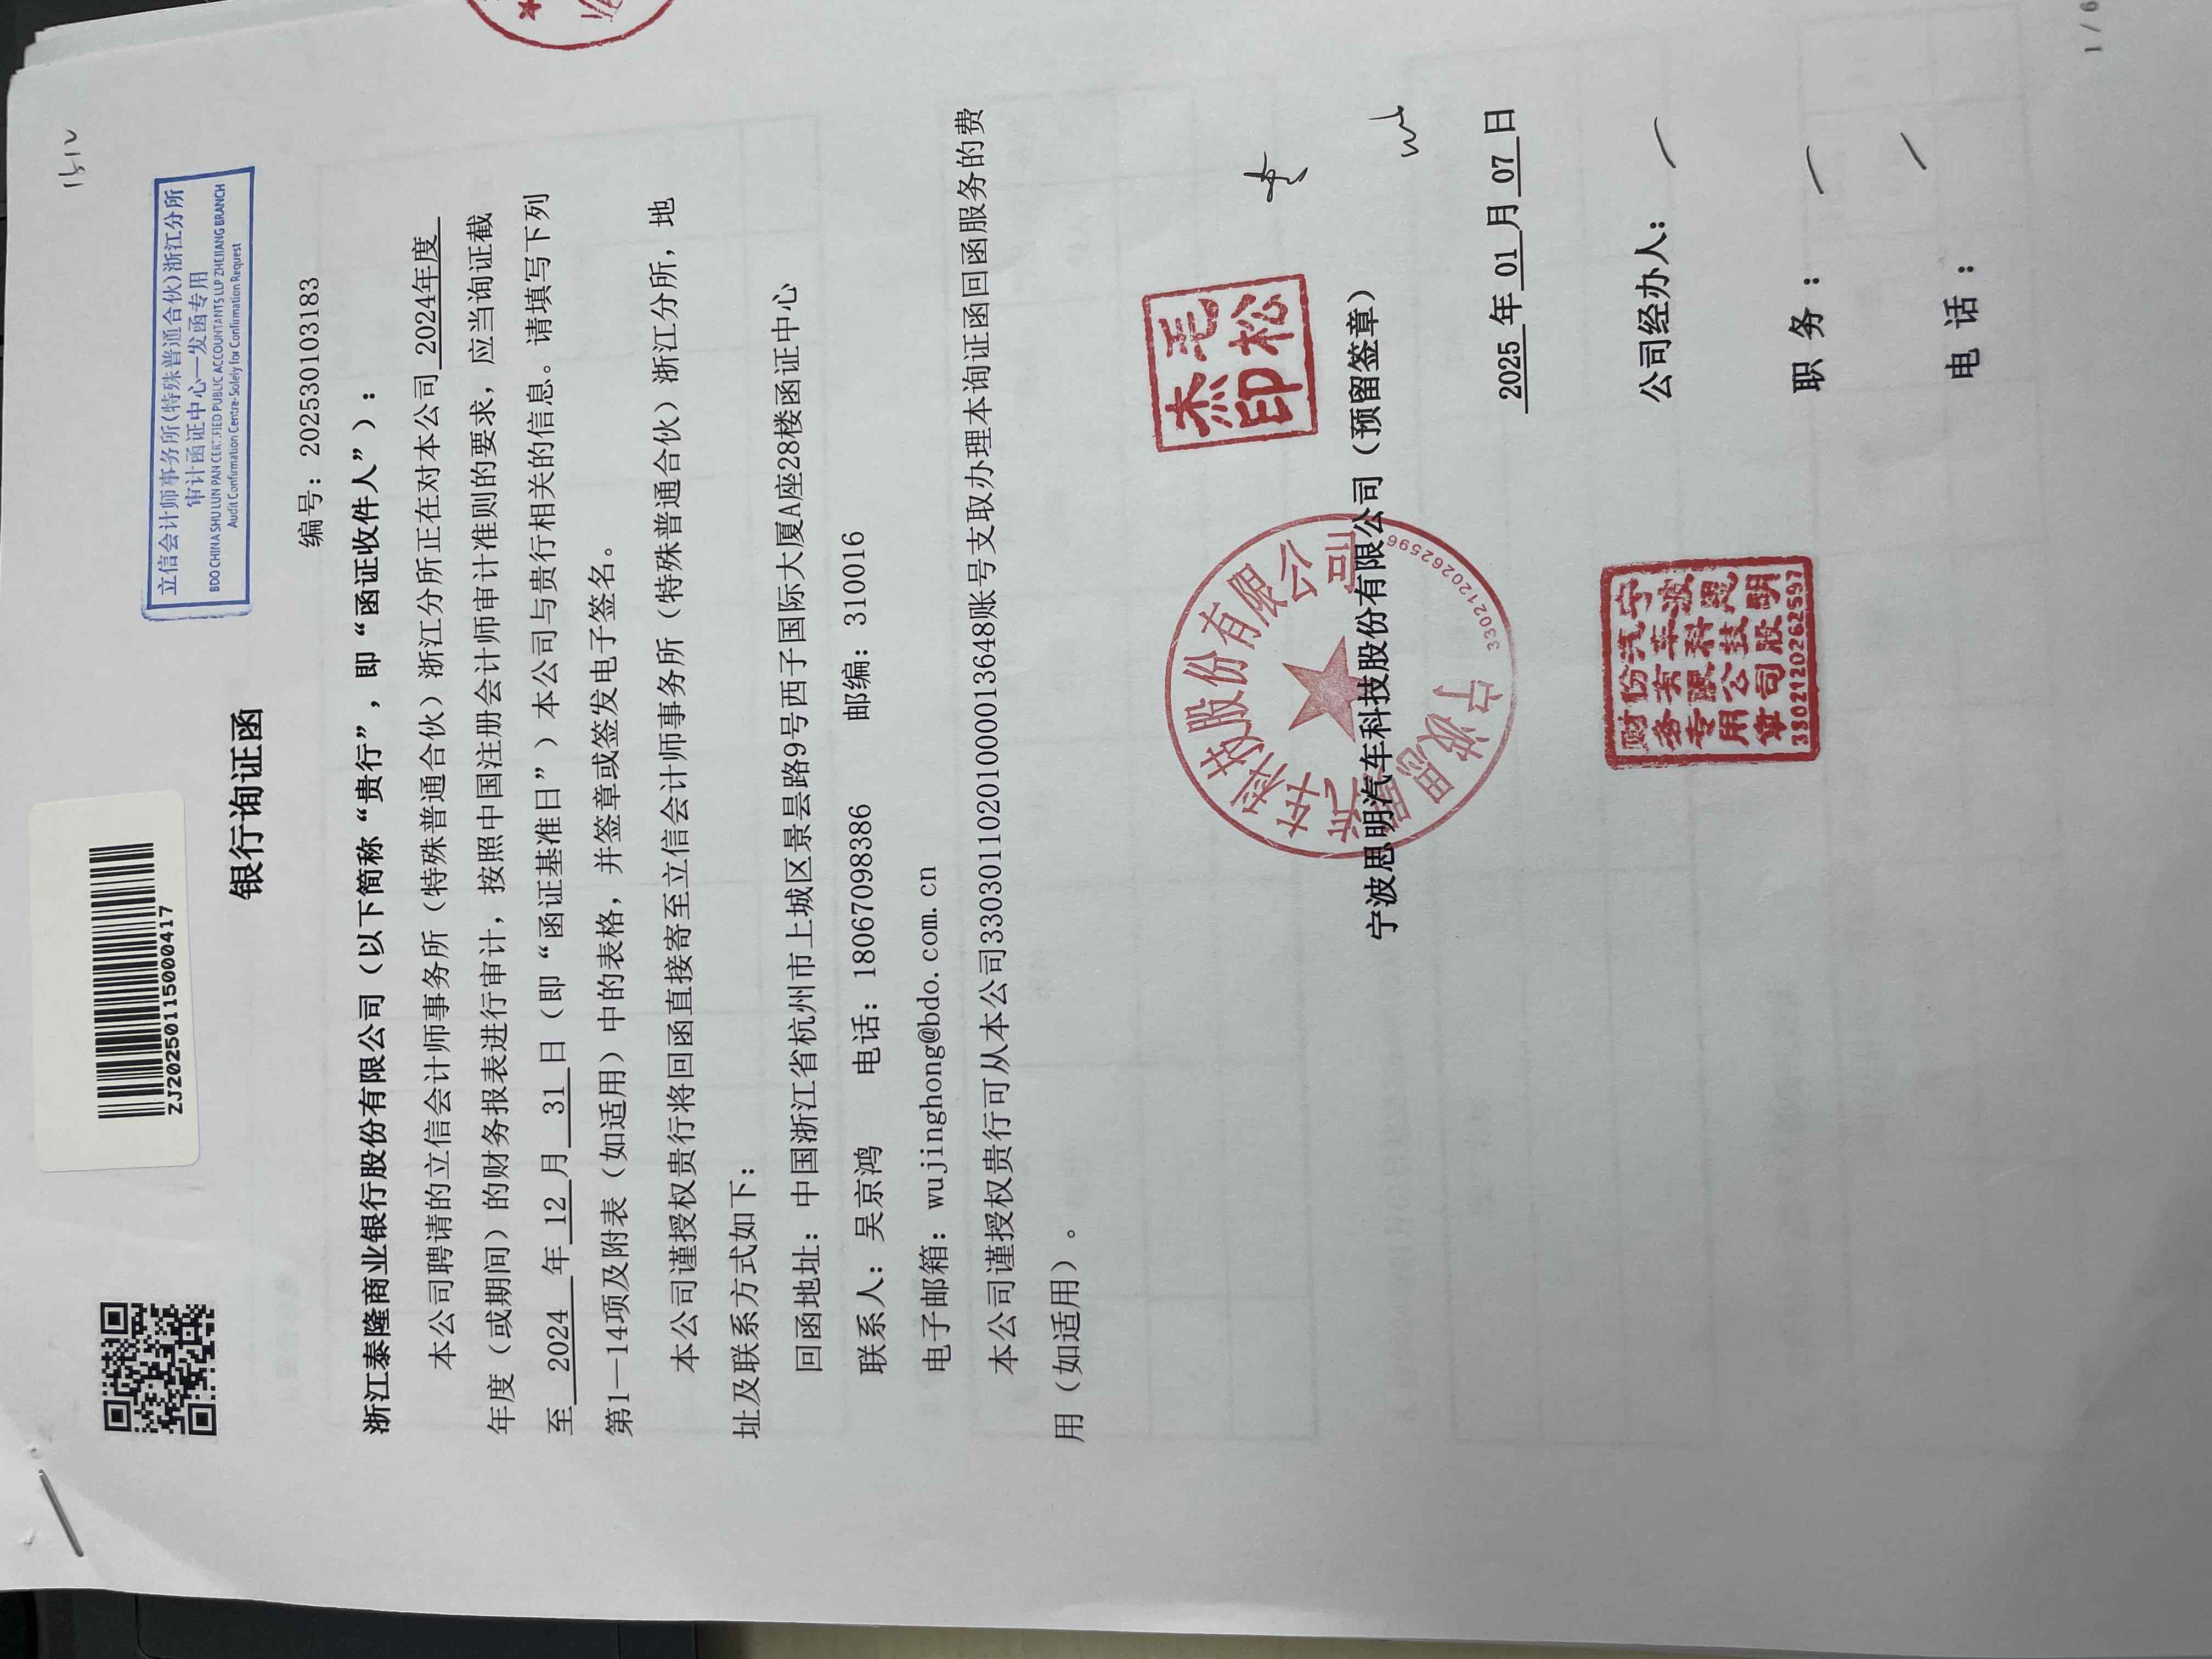 1512
ZJ20250115000417
立信会计师事务所(特殊普通合伙)浙江分所
审计函证中心—发函专用
BDO CHINA SHU LUN PAN CERTIFIED PUBLIC ACCOUNTANTS LLP ZHEJIANG BRANCH
Audit Confirmation Centre-Solely for Confirmation Request
银行询证函
编号：202530103183
浙江泰隆商业银行股份有限公司（以下简称“贵行”，即“函证收件人”）：
本公司聘请的立信会计师事务所（特殊普通合伙）浙江分所正在对本公司 2024年度
年度（或期间）的财务报表进行审计，按照中国注册会计师审计准则的要求，应当询证截
至 2024 年 12 月 31 日（即“函证基准日”）本公司与贵行相关的信息。请填写下列
第1—14项及附表（如适用）中的表格，并签章或签发电子签名。
本公司谨授权贵行将回函直接寄至立信会计师事务所（特殊普通合伙）浙江分所，地
址及联系方式如下：
回函地址：中国浙江省杭州市上城区景昙路9号西子国际大厦A座28楼函证中心
联系人：吴京鸿 电话：18067098386 邮编：310016
电子邮箱：wujinghong@bdo.com.cn
本公司谨授权贵行可从本公司33030110201000013648账号支取办理本询证函回函服务的费
用（如适用）。
宁波思明汽车科技股份有限公司
3302120262596
毛松
杰印
宁波思明汽车科技股份有限公司（预留签章）
2025 年 01 月 07 日
宁波思明
汽车科技股
份有限公司
财务专用章
3302120262597
公司经办人：
职 务 ：
电 话 ：
1 / 6